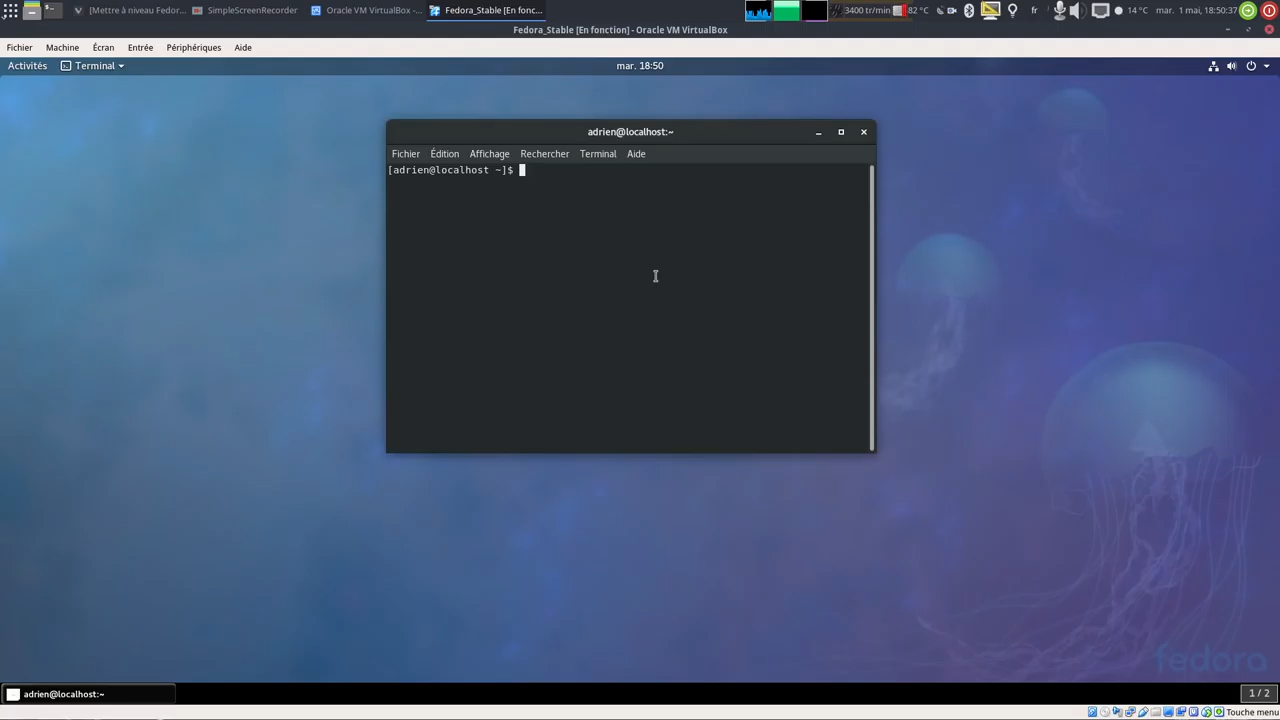 [Mettre à niveau Fedor...
SimpleScreenRecorder
Oracle VM VirtualBox -...
Fedora_Stable [En fonc...
3400 tr/min
82 °C
fr
14 °C
mar. 1 mai, 18:50:37
Fedora_Stable [En fonction] - Oracle VM VirtualBox
Fichier Machine Écran Entrée Périphériques Aide
Activités Terminal
mar. 18:50
adrien@localhost:~
Fichier Édition Affichage Rechercher Terminal Aide
[adrien@localhost ~]$
fedora
adrien@localhost:~
1 / 2
Touche menu